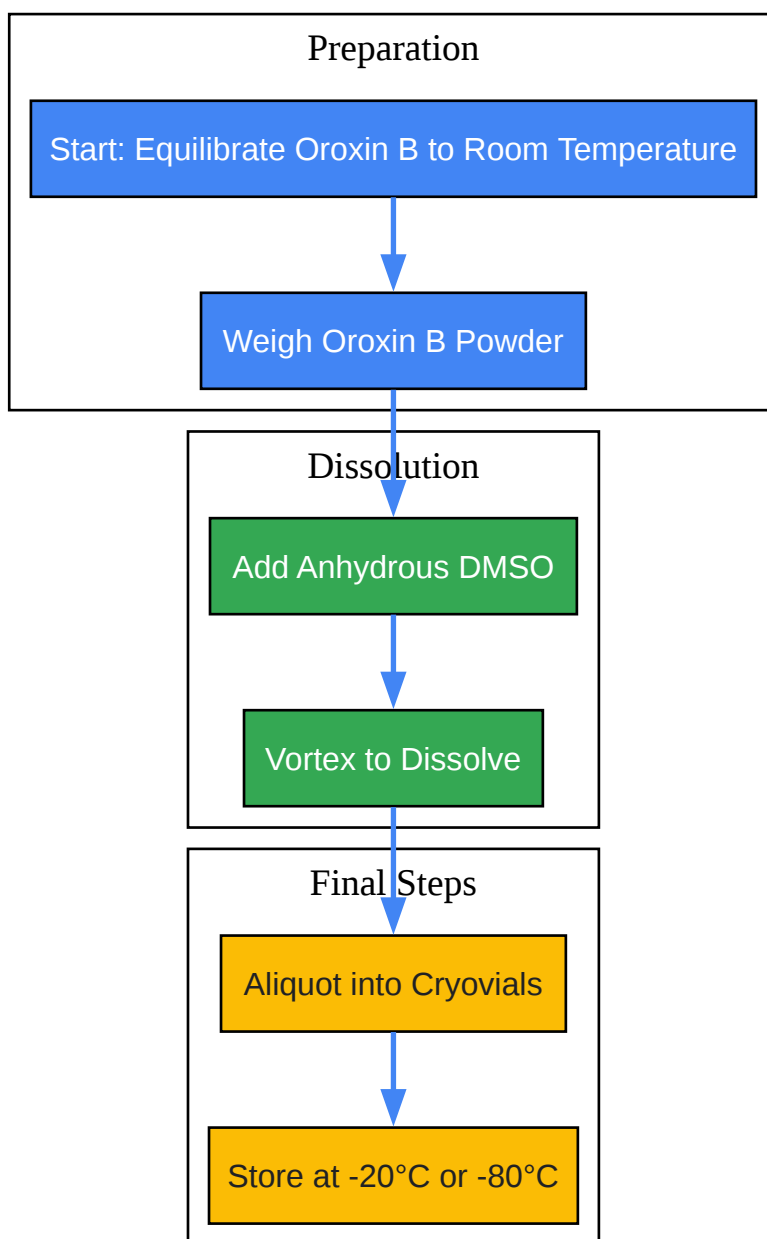 Preparation
Start: Equilibrate Oroxin B to Room Temperature
Weigh Oroxin B Powder
Dissolution
Add Anhydrous DMSO
Vortex to Dissolve
Final Steps
Aliquot into Cryovials
Store at -20°C or -80°C